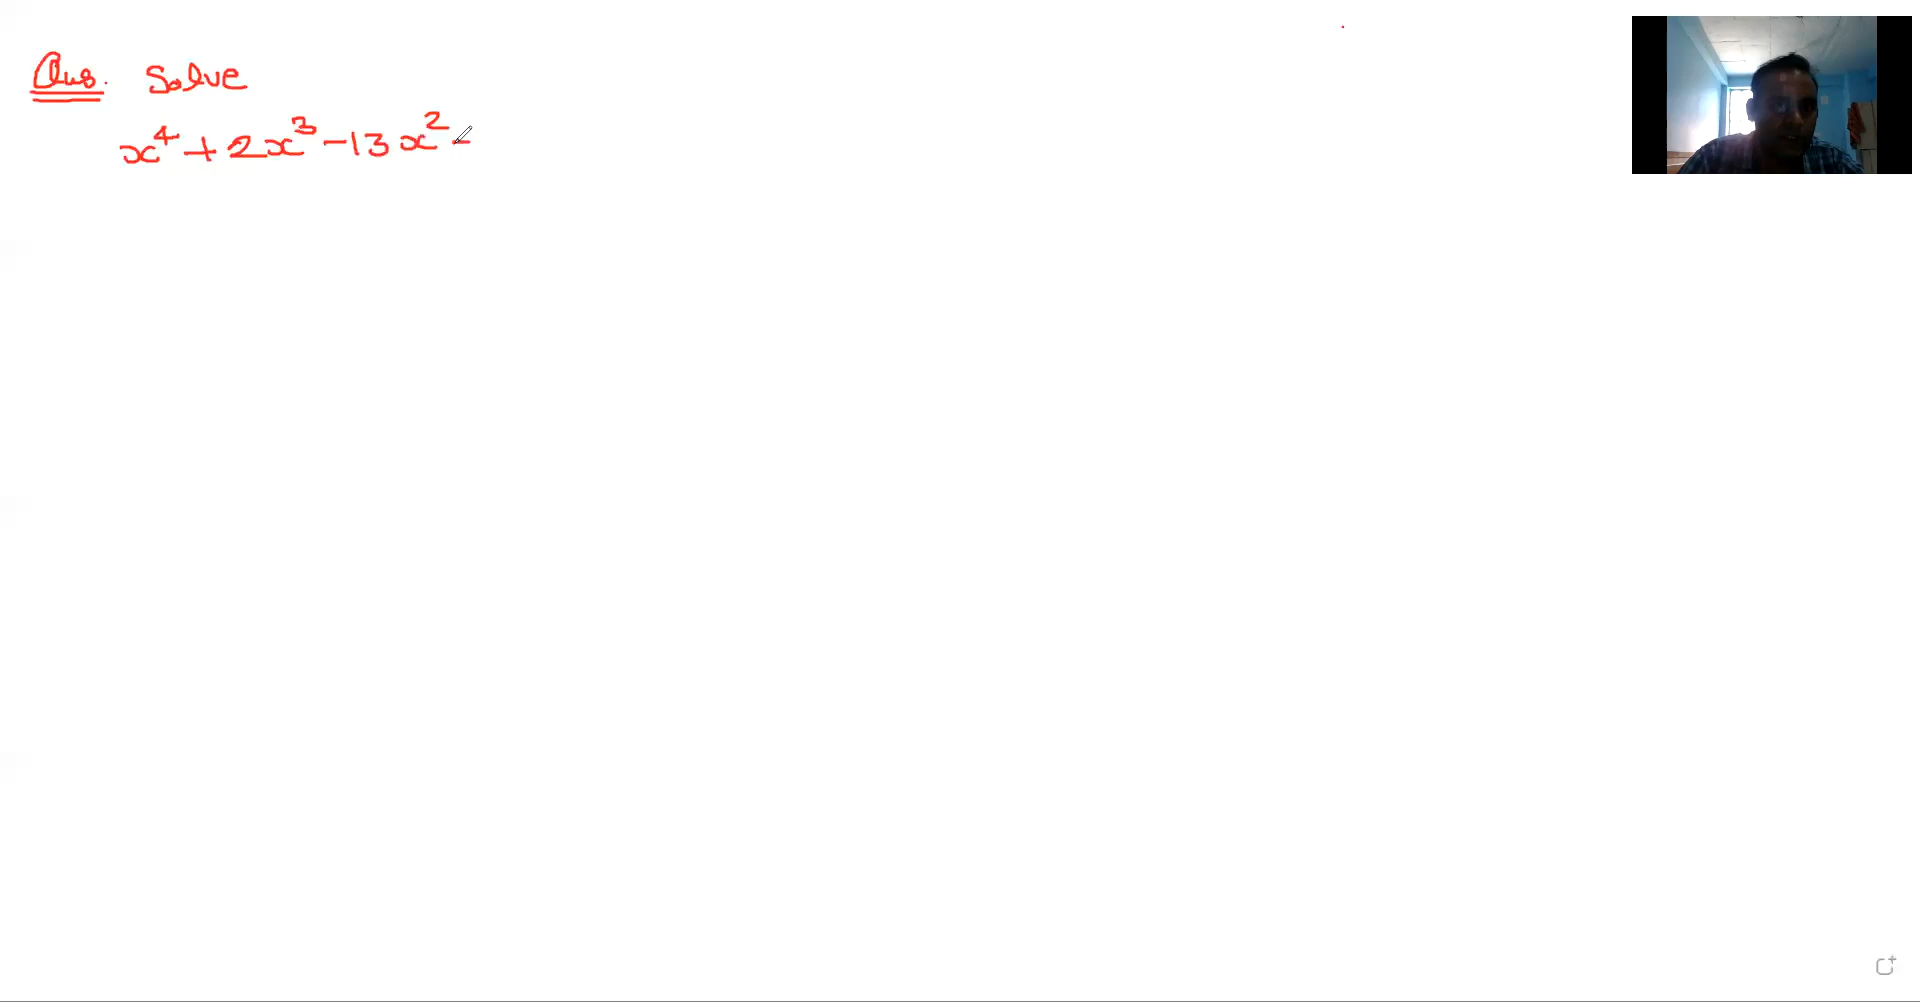 Qus. Solve
x⁴ + 2x³ - 13x² -